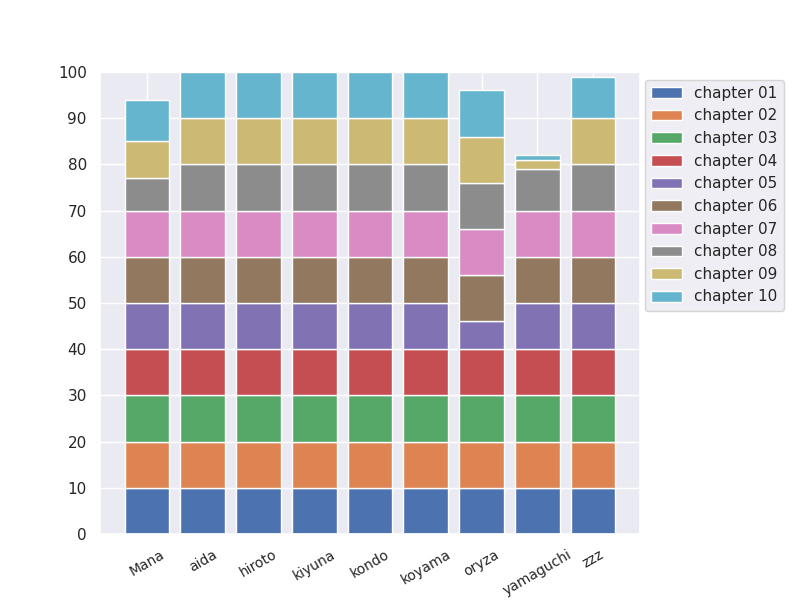 100
90
80
70
60
50
40
30
20
10
0
Mana
aida
hiroto
kiyuna
kondo
koyama
oryza
yamaguchi
zzz
chapter 01
chapter 02
chapter 03
chapter 04
chapter 05
chapter 06
chapter 07
chapter 08
chapter 09
chapter 10